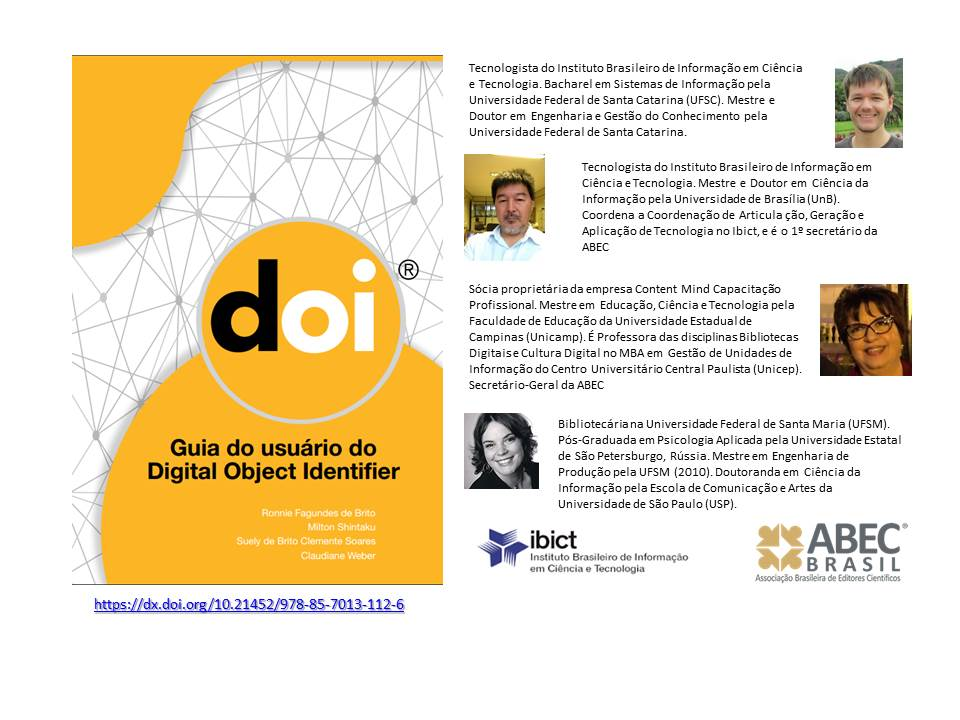 doi®
Guia do usuário do
Digital Object Identifier
Ronnie Fagundes de Brito
Milton Shintaku
Suely de Brito Clemente Soares
Claudiane Weber
https://dx.doi.org/10.21452/978-85-7013-112-6
Tecnologista do Instituto Brasileiro de Informação em Ciência
e Tecnologia. Bacharel em Sistemas de Informação pela
Universidade Federal de Santa Catarina (UFSC). Mestre e
Doutor em Engenharia e Gestão do Conhecimento pela
Universidade Federal de Santa Catarina.
Tecnologista do Instituto Brasileiro de Informação em
Ciência e Tecnologia. Mestre e Doutor em Ciência da
Informação pela Universidade de Brasília (UnB).
Coordena a Coordenação de Articula ção, Geração e
Aplicação de Tecnologia no Ibict, e é o 1º secretário da
ABEC
Sócia proprietária da empresa Content Mind Capacitação
Profissional. Mestre em Educação, Ciência e Tecnologia pela
Faculdade de Educação da Universidade Estadual de
Campinas (Unicamp). É Professora das disciplinas Bibliotecas
Digitais e Cultura Digital no MBA em Gestão de Unidades de
Informação do Centro Universitário Central Paulista (Unicep).
Secretário-Geral da ABEC
Bibliotecária na Universidade Federal de Santa Maria (UFSM).
Pós-Graduada em Psicologia Aplicada pela Universidade Estatal
de São Petersburgo, Rússia. Mestre em Engenharia de
Produção pela UFSM (2010). Doutoranda em Ciência da
Informação pela Escola de Comunicação e Artes da
Universidade de São Paulo (USP).
ibict
Instituto Brasileiro de Informação
em Ciência e Tecnologia
ABEC®
BRASIL
Associação Brasileira de Editores Científicos